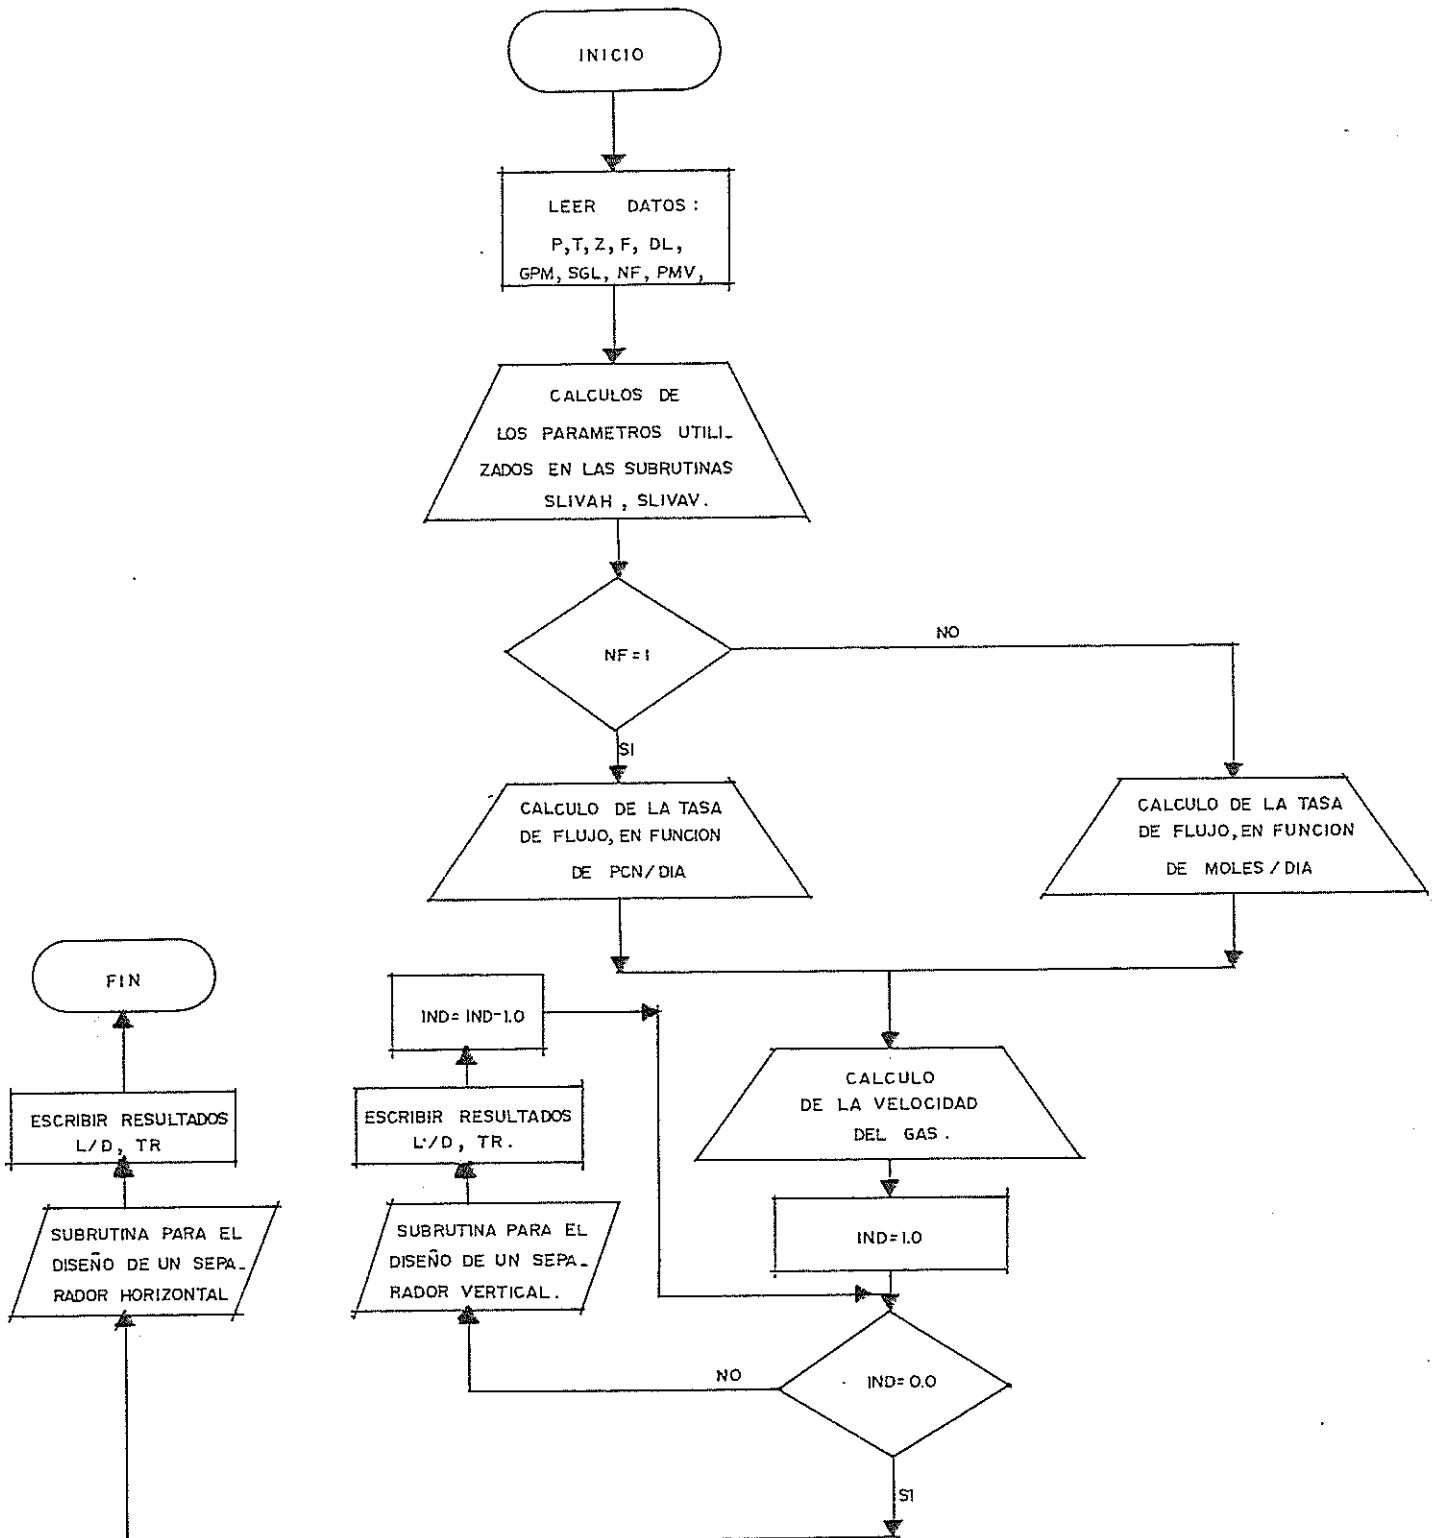 INICIO
LEER DATOS :
P,T,Z,F, DL,
GPM, SGL, NF, PMV,
CALCULOS DE
LOS PARAMETROS UTILI_
ZADOS EN LAS SUBRUTINAS
SLIVAH , SLIVAV.
NF=1
NO
SI
CALCULO DE LA TASA
DE FLUJO, EN FUNCION
DE PCN/DIA
CALCULO DE LA TASA
DE FLUJO, EN FUNCION
DE MOLES / DIA
CALCULO
DE LA VELOCIDAD
DEL GAS .
IND=1.0
IND=0.0
NO
SI
SUBRUTINA PARA EL
DISEÑO DE UN SEPA_
RADOR VERTICAL.
ESCRIBIR RESULTADOS
L/D, TR.
IND= IND-1.0
SUBRUTINA PARA EL
DISEÑO DE UN SEPA_
RADOR HORIZONTAL
ESCRIBIR RESULTADOS
L/D, TR
FIN